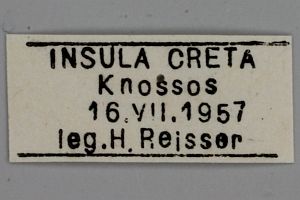 INSULA CRETA
Knossos
16.VII.1957
leg.H.Reisser